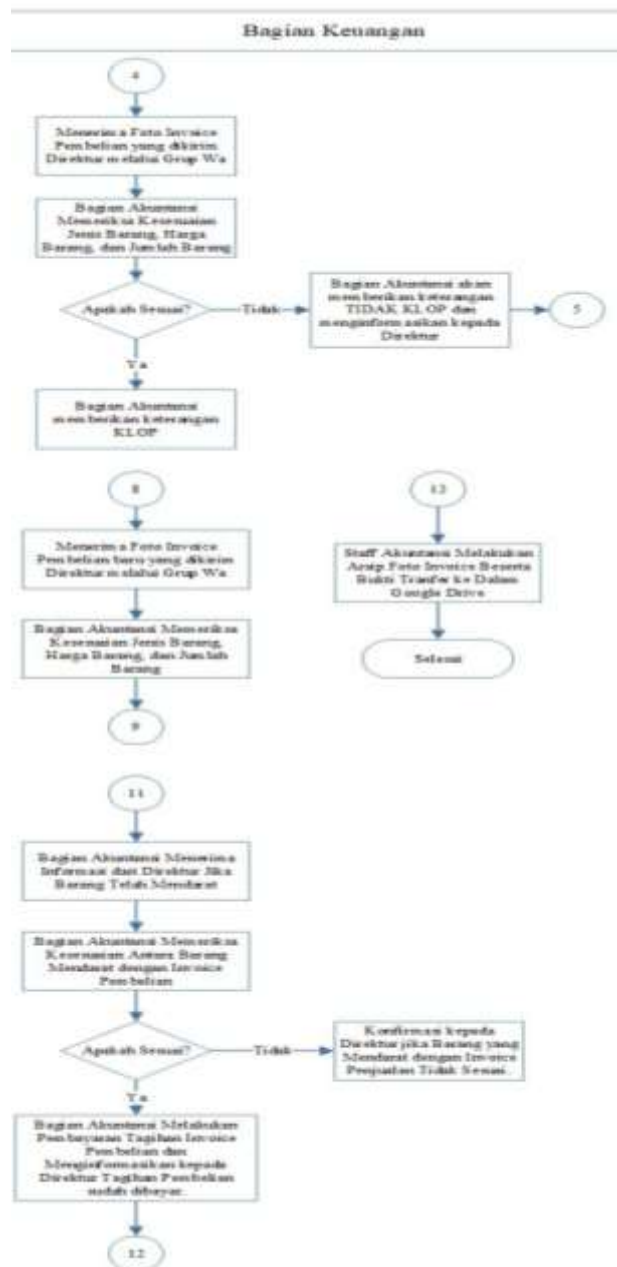 Bagian Keuangan
4
Menerima Foto Invoice
Pembelian yang dikirim
Direktur melalui Grup Wa
Bagian Akuntansi
Memeriksa Kesesuaian
Jenis Barang, Harga
Barang, dan Jumlah Barang
Apakah Sesuai?
Tidak
Bagian Akuntansi akan
memberikan keterangan
TIDAK KLOP dan
menginformasikan kepada
Direktur
5
Ya
Bagian Akuntansi
memberikan keterangan
KLOP
8
Menerima Foto Invoice
Pembelian baru yang dikirim
Direktur melalui Grup Wa
Bagian Akuntansi Memeriksa
Kesesuaian Jenis Barang,
Harga Barang, dan Jumlah
Barang
9
Staff Akuntansi Melakukan
Arsip Foto Invoice Beserta
Bukti Tranfer ke Dalam
Google Drive
Selesai
11
Bagian Akuntansi Menerima
Informasi dari Direktur Jika
Barang Telah Mendarat
Bagian Akuntansi Memeriksa
Kesesuaian Antara Barang
Mendarat dengan Invoice
Pembelian
Apakah Sesuai?
Tidak
Konfirmasi kepada
Direktur jika Barang yang
Mendarat dengan Invoice
Penjualan Tidak Sesuai.
Ya
Bagian Akuntansi Melakukan
Pembayaran Tagihan Invoice
Pembelian dan
Menginformasikan kepada
Direktur Tagihan Pembelian
sudah dibayar.
12